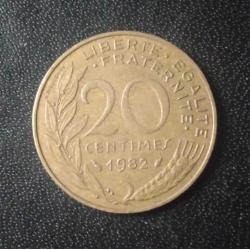 LIBERTE · EGALITE
· FRATERNITE ·
20
CENTIMES
1982